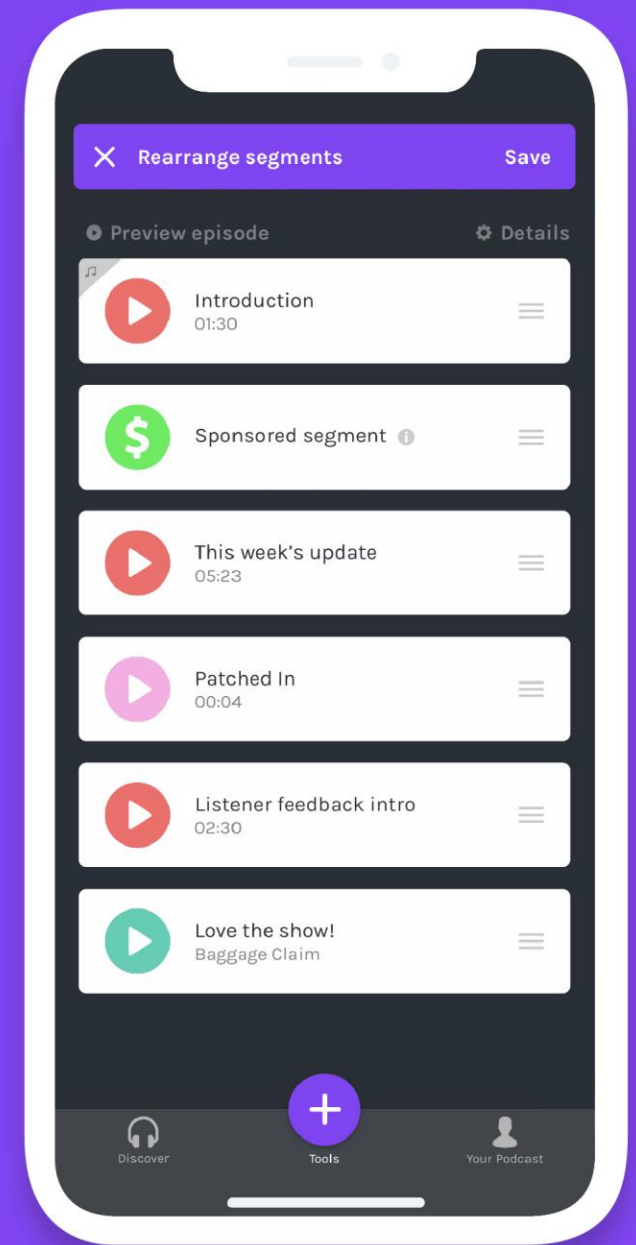 Rearrange segments
Save
Preview episode
Details
Introduction
01:30
$
Sponsored segment
This week's update
05:23
Patched In
00:04
Listener feedback intro
02:30
Love the show!
Baggage Claim
Discover
Tools
Your Podcast